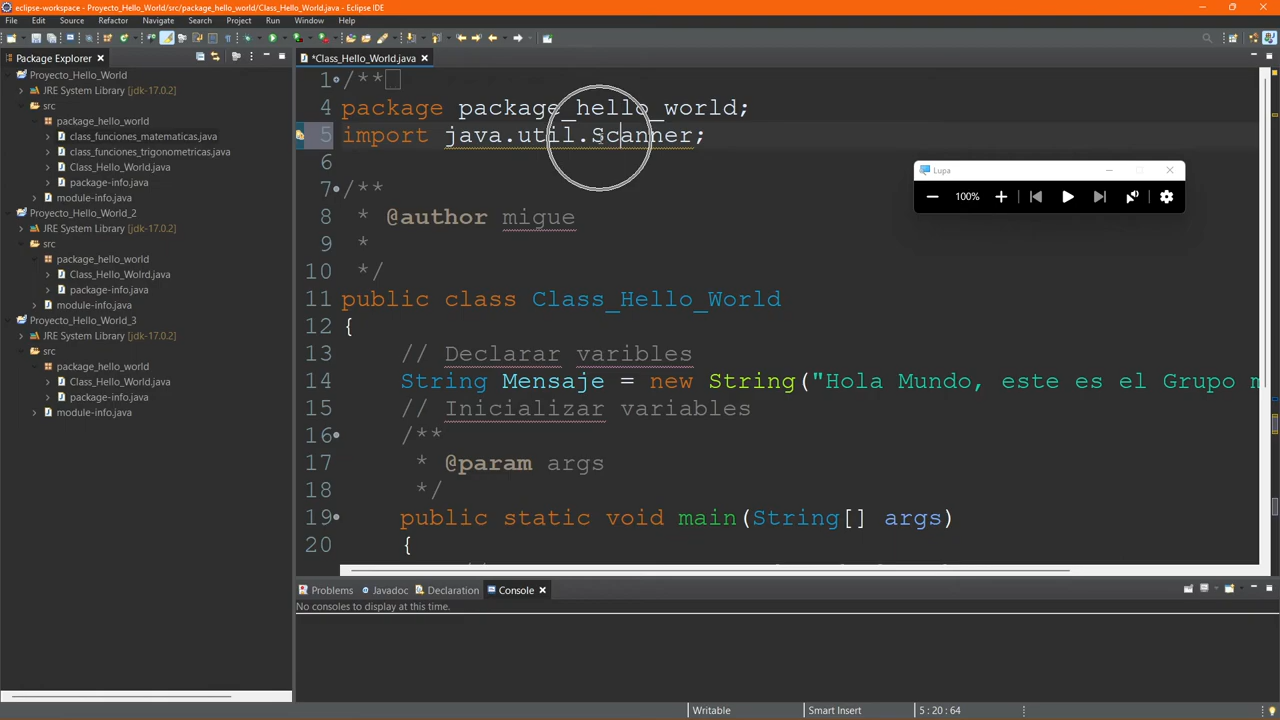 eclipse-workspace - Proyecto_Hello_World/src/package_hello_world/Class_Hello_World.java - Eclipse IDE
File Edit Source Refactor Navigate Search Project Run Window Help
Package Explorer
Proyecto_Hello_World
JRE System Library [jdk-17.0.2]
src
package_hello_world
class_funciones_matematicas.java
class_funciones_trigonometricas.java
Class_Hello_World.java
package-info.java
module-info.java
Proyecto_Hello_World_2
JRE System Library [jdk-17.0.2]
src
package_hello_world
Class_Hello_Wolrd.java
package-info.java
module-info.java
Proyecto_Hello_World_3
JRE System Library [jdk-17.0.2]
src
package_hello_world
Class_Hello_World.java
package-info.java
module-info.java
*Class_Hello_World.java
1 /**
4 package package_hello_world;
5 import java.util.Scanner;
6
7 /**
8 * @author migue
9 *
10 */
11 public class Class_Hello_World
12 {
13 // Declarar varibles
14 String Mensaje = new String("Hola Mundo, este es el Grupo
15 // Inicializar variables
16 /**
17 * @param args
18 */
19 public static void main(String[] args)
20 {
Lupa
100%
Problems Javadoc Declaration Console
No consoles to display at this time.
Writable Smart Insert 5 : 20 : 64